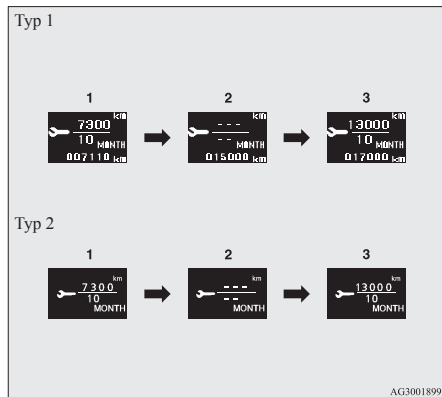 Typ 1
1
2
3
km
7300
10 MONTH
007110 km
km
---
-- MONTH
015000 km
km
13000
10 MONTH
017000 km
Typ 2
1
2
3
km
7300
10
MONTH
km
---
--
MONTH
km
13000
10
MONTH
AG3001899